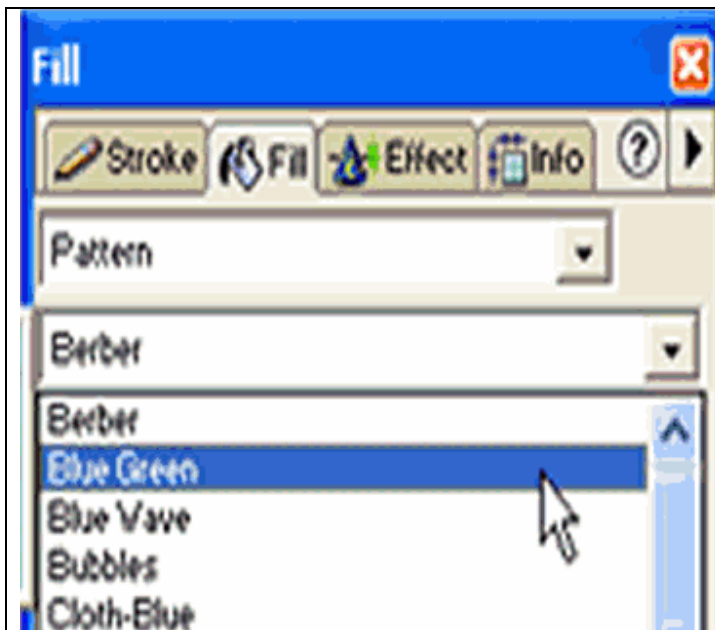 Fill
Stroke Fill Effect Info ?
Pattern
Berber
Berber
Blue Green
Blue Wave
Bubbles
Cloth-Blue